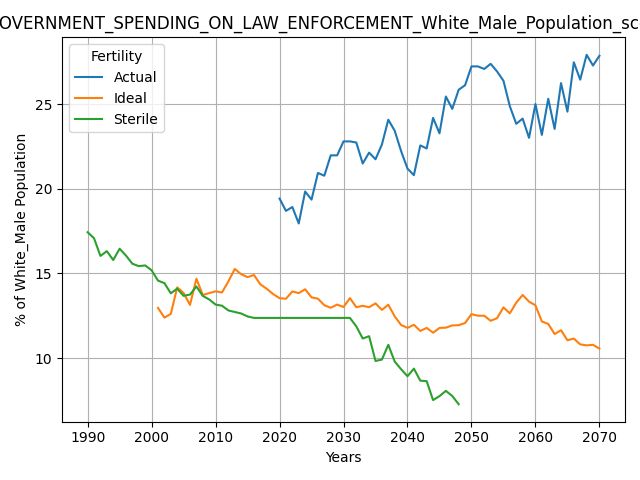 OVERNMENT_SPENDING_ON_LAW_ENFORCEMENT_White_Male_Population_sc
Fertility
Actual
Ideal
Sterile
% of White_Male Population
25
20
15
10
1990 2000 2010 2020 2030 2040 2050 2060 2070
Years